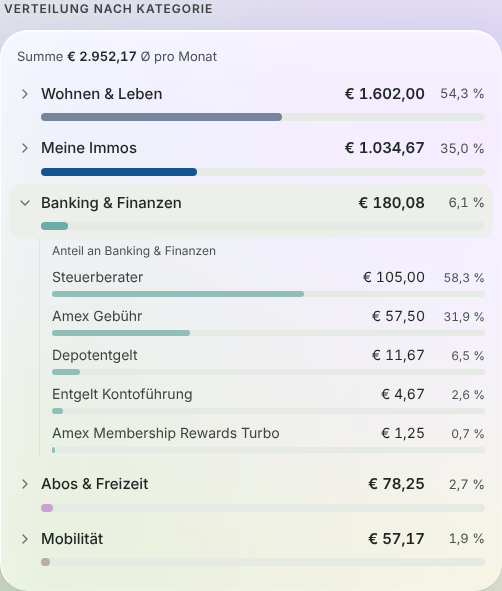 VERTEILUNG NACH KATEGORIE
Summe € 2.952,17 Ø pro Monat
Wohnen & Leben € 1.602,00 54,3 %
Meine Immos € 1.034,67 35,0 %
Banking & Finanzen € 180,08 6,1 %
Anteil an Banking & Finanzen
Steuerberater € 105,00 58,3 %
Amex Gebühr € 57,50 31,9 %
Depotentgelt € 11,67 6,5 %
Entgelt Kontoführung € 4,67 2,6 %
Amex Membership Rewards Turbo € 1,25 0,7 %
Abos & Freizeit € 78,25 2,7 %
Mobilität € 57,17 1,9 %